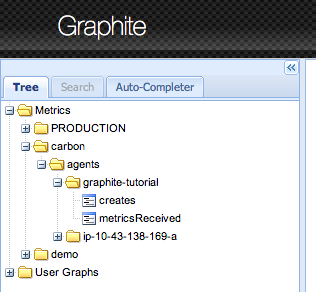 Graphite
Tree Search Auto-Completer
Metrics
PRODUCTION
carbon
agents
graphite-tutorial
creates
metricsReceived
ip-10-43-138-169-a
demo
User Graphs